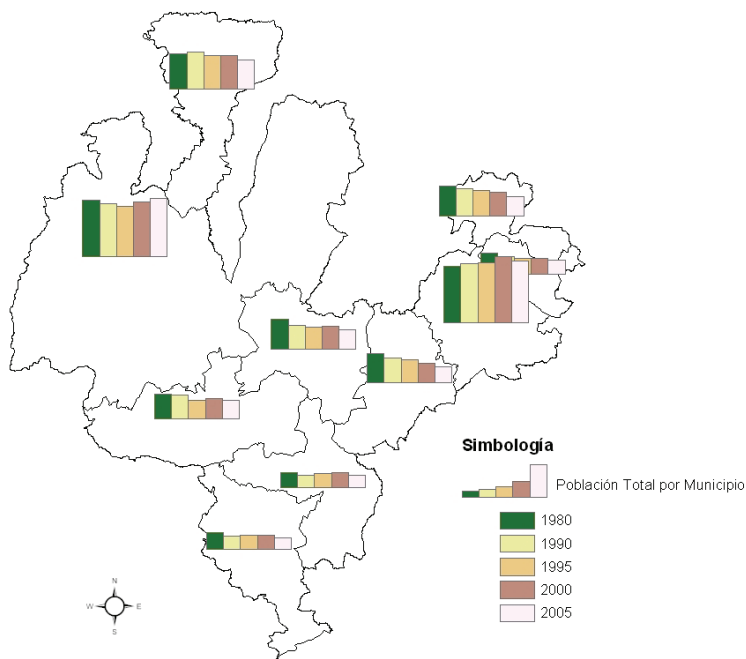 Simbología
Población Total por Municipio
1980
1990
1995
2000
2005
N
W E
S